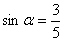 sin α = 3/5